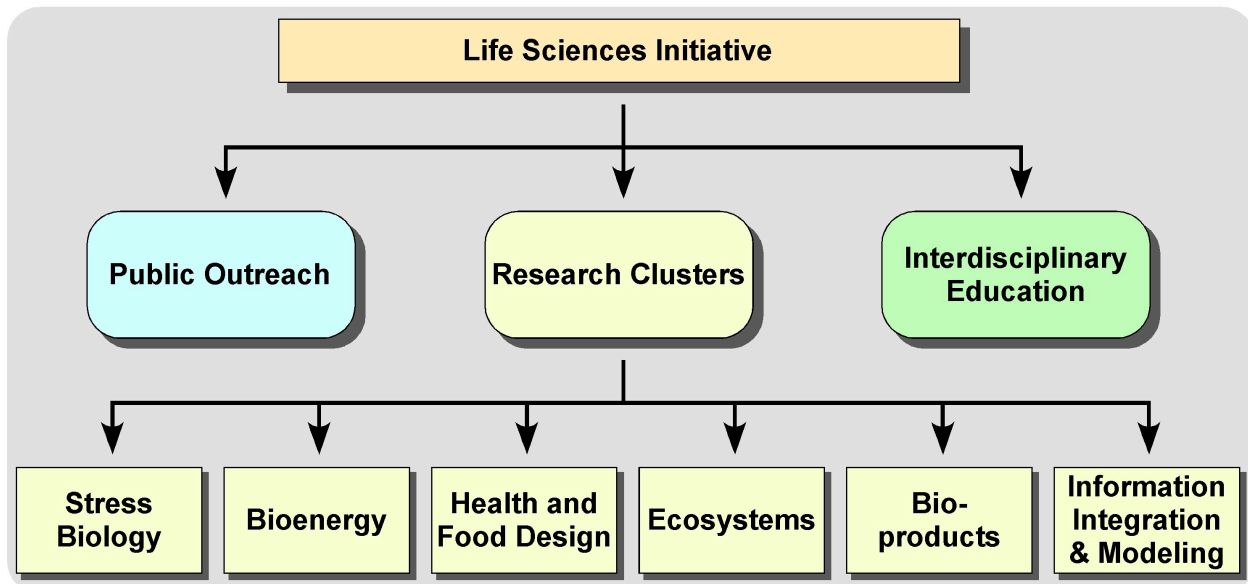 Life Sciences Initiative
Public Outreach
Research Clusters
Interdisciplinary
Education
Stress
Biology
Bioenergy
Health and
Food Design
Ecosystems
Bio-
products
Information
Integration
& Modeling